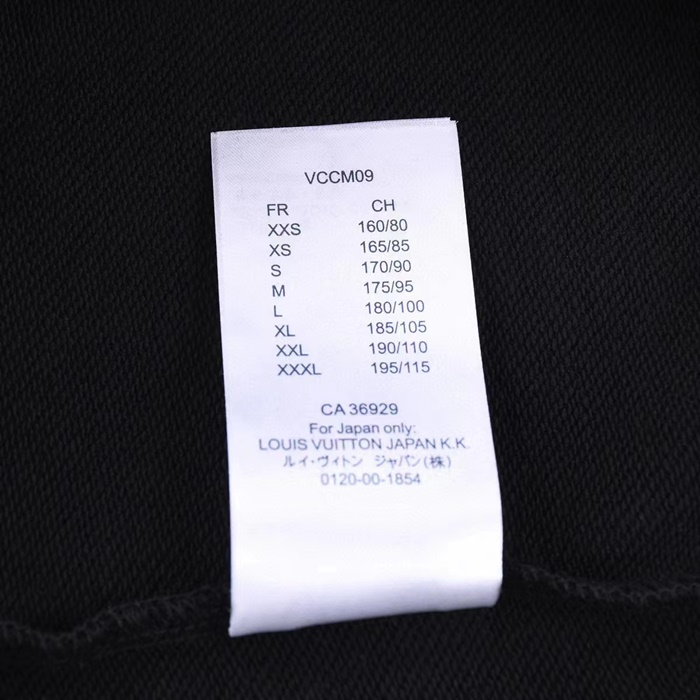 VCCM09
FR CH
XXS 160/80
XS 165/85
S 170/90
M 175/95
L 180/100
XL 185/105
XXL 190/110
XXXL 195/115
CA 36929
For Japan only:
LOUIS VUITTON JAPAN K.K.
ルイ・ヴィトン ジャパン(株)
0120-00-1854